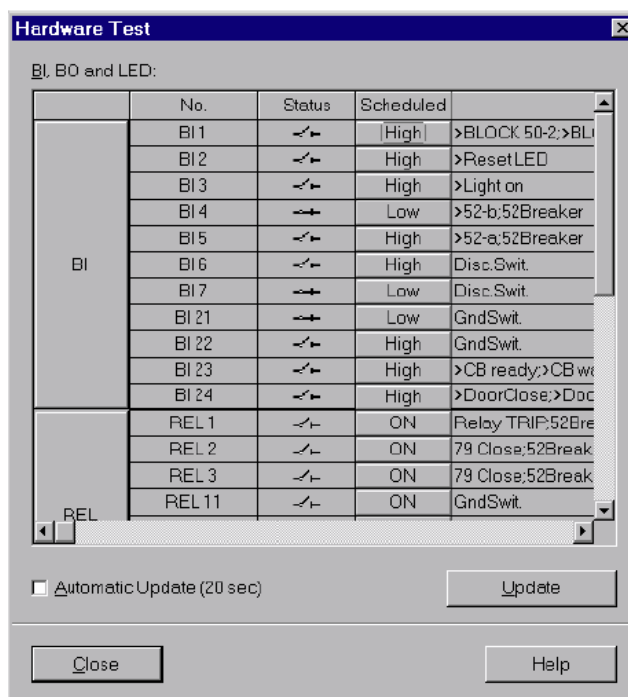 Hardware Test
BI, BO and LED:
No. Status Scheduled
BI BI 1 High >BLOCK 50-2;>BLO
BI 2 High >Reset LED
BI 3 High >Light on
BI 4 Low >52-b;52Breaker
BI 5 High >52-a;52Breaker
BI 6 High Disc.Swit.
BI 7 Low Disc.Swit.
BI 21 Low GndSwit.
BI 22 High GndSwit.
BI 23 High >CB ready;>CB wa
BI 24 High >DoorClose;>Doo
REL REL 1 ON Relay TRIP;52Bre
REL 2 ON 79 Close;52Break
REL 3 ON 79 Close;52Break
REL 11 ON GndSwit.
Automatic Update (20 sec) Update
Close Help